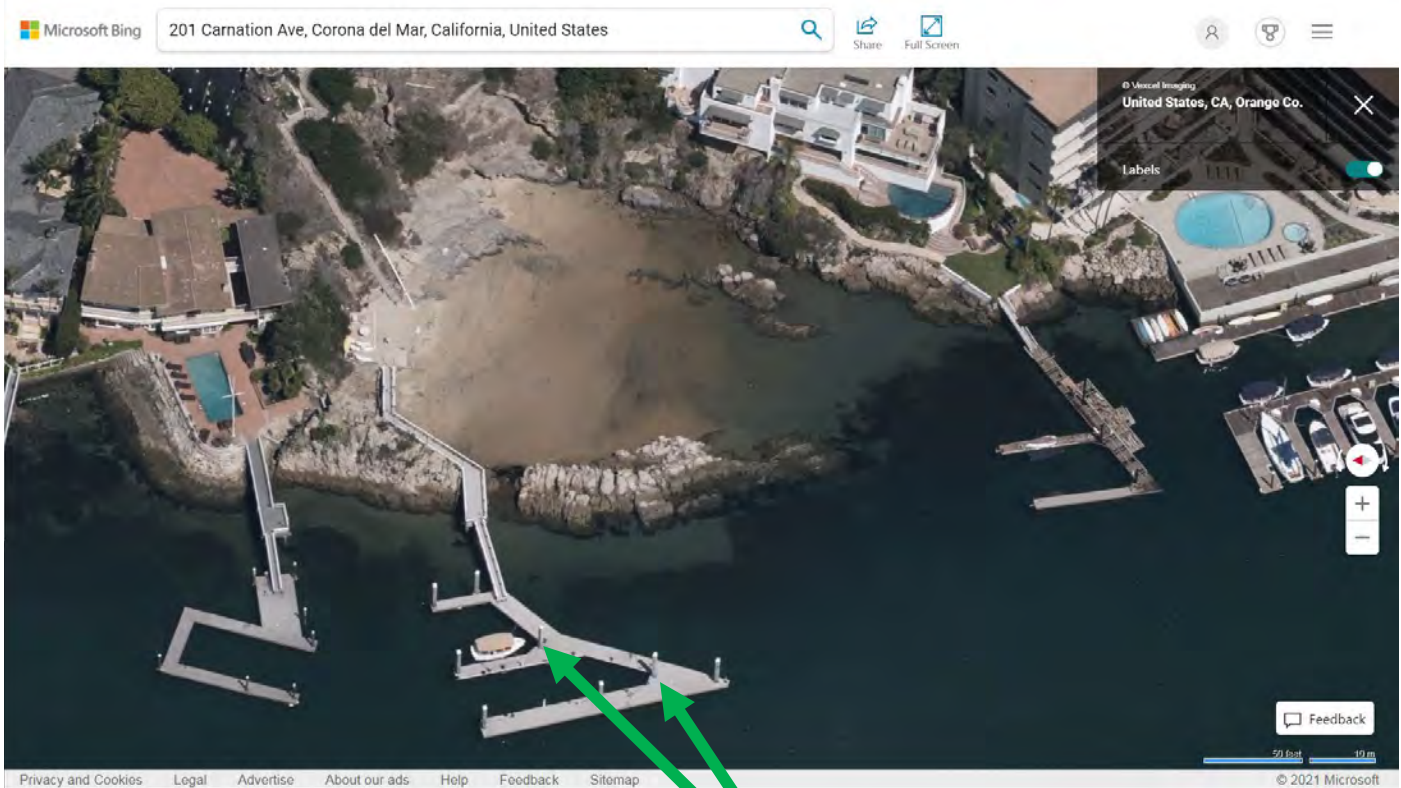 Microsoft Bing
201 Carnation Ave, Corona del Mar, California, United States
Share
Full Screen
© Vexcel Imaging
United States, CA, Orange Co.
Labels
Feedback
50 feet
10 m
Privacy and Cookies
Legal
Advertise
About our ads
Help
Feedback
Sitemap
© 2021 Microsoft